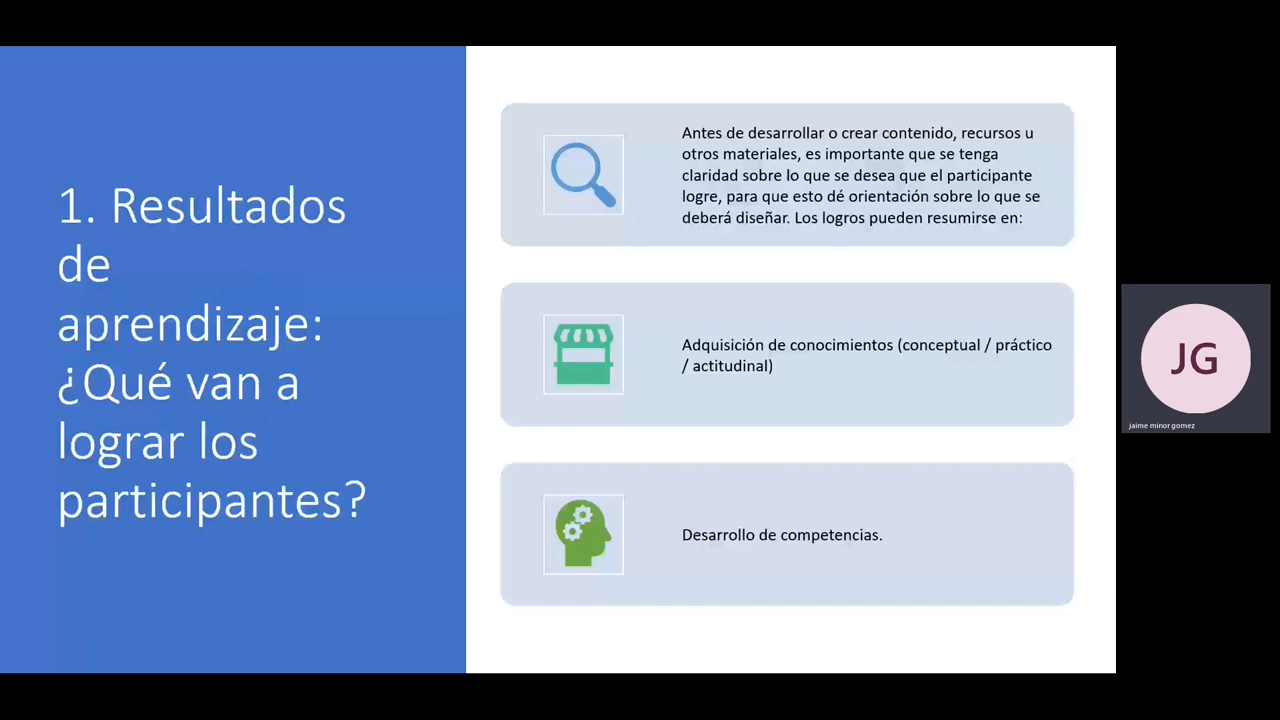 1. Resultados
de
aprendizaje:
¿Qué van a
lograr los
participantes?
Antes de desarrollar o crear contenido, recursos u
otros materiales, es importante que se tenga
claridad sobre lo que se desea que el participante
logre, para que esto dé orientación sobre lo que se
deberá diseñar. Los logros pueden resumirse en:
Adquisición de conocimientos (conceptual / práctico
/ actitudinal)
Desarrollo de competencias.
JG
jaime minor gomez